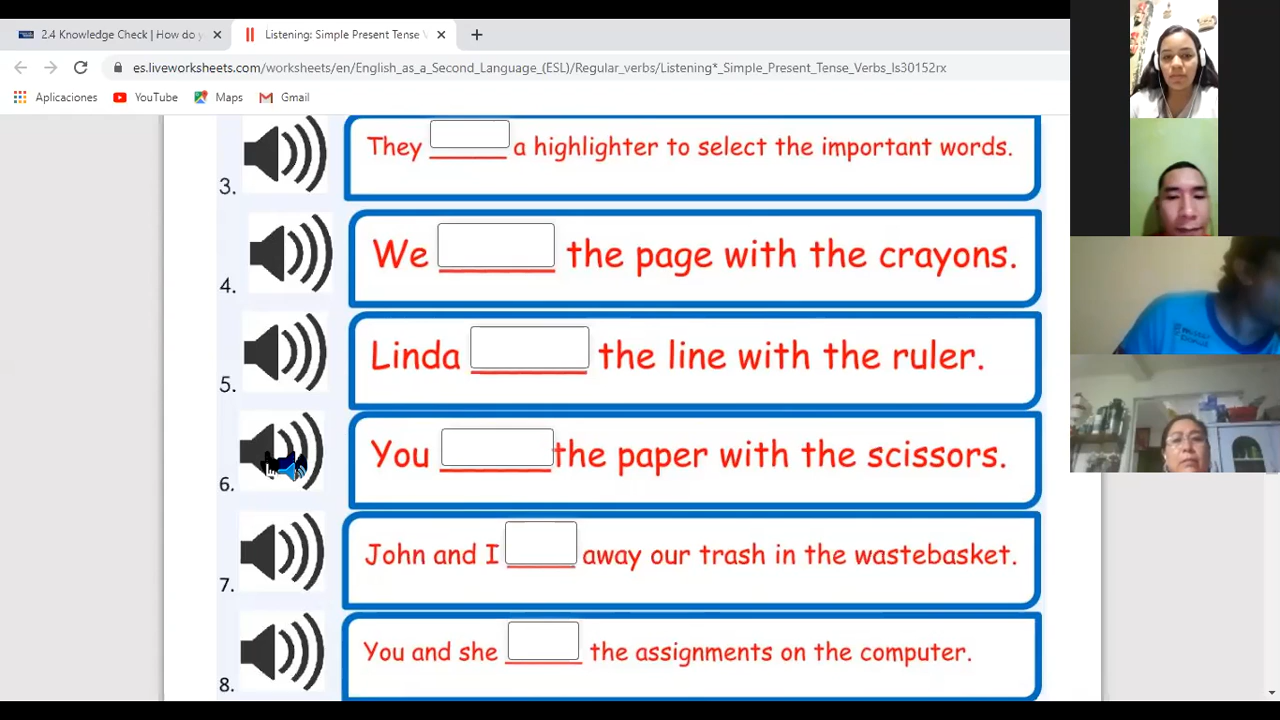 2.4 Knowledge Check | How do y
Listening: Simple Present Tense V
es.liveworksheets.com/worksheets/en/English_as_a_Second_Language_(ESL)/Regular_verbs/Listening*_Simple_Present_Tense_Verbs_ls30152rx
Aplicaciones YouTube Maps Gmail
3. They a highlighter to select the important words.
4. We the page with the crayons.
5. Linda the line with the ruler.
6. You the paper with the scissors.
7. John and I away our trash in the wastebasket.
8. You and she the assignments on the computer.